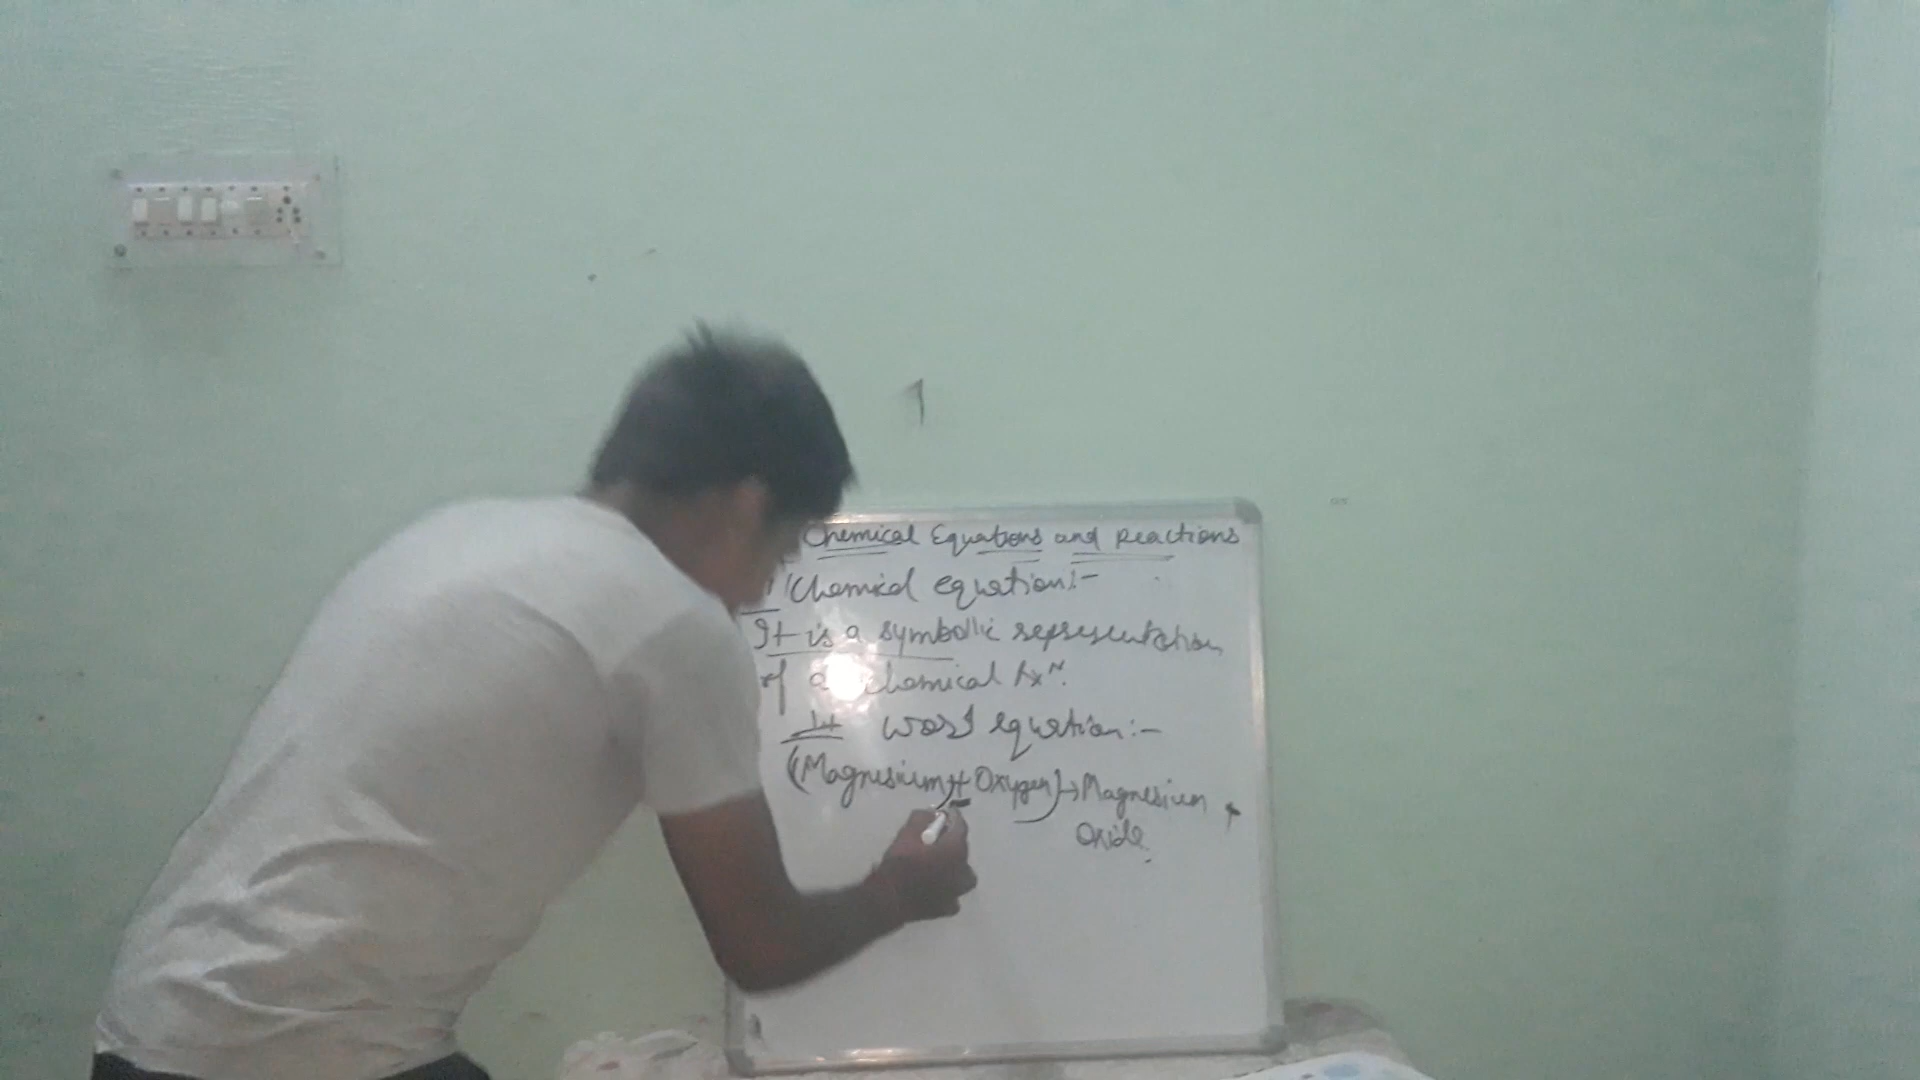 Chemical Equations and Reactions
Chemical equation:-
It is a symbolic representation
of a chemical rxN.
word equation:-
(Magnesium + Oxygen) → Magnesium
Oxide.